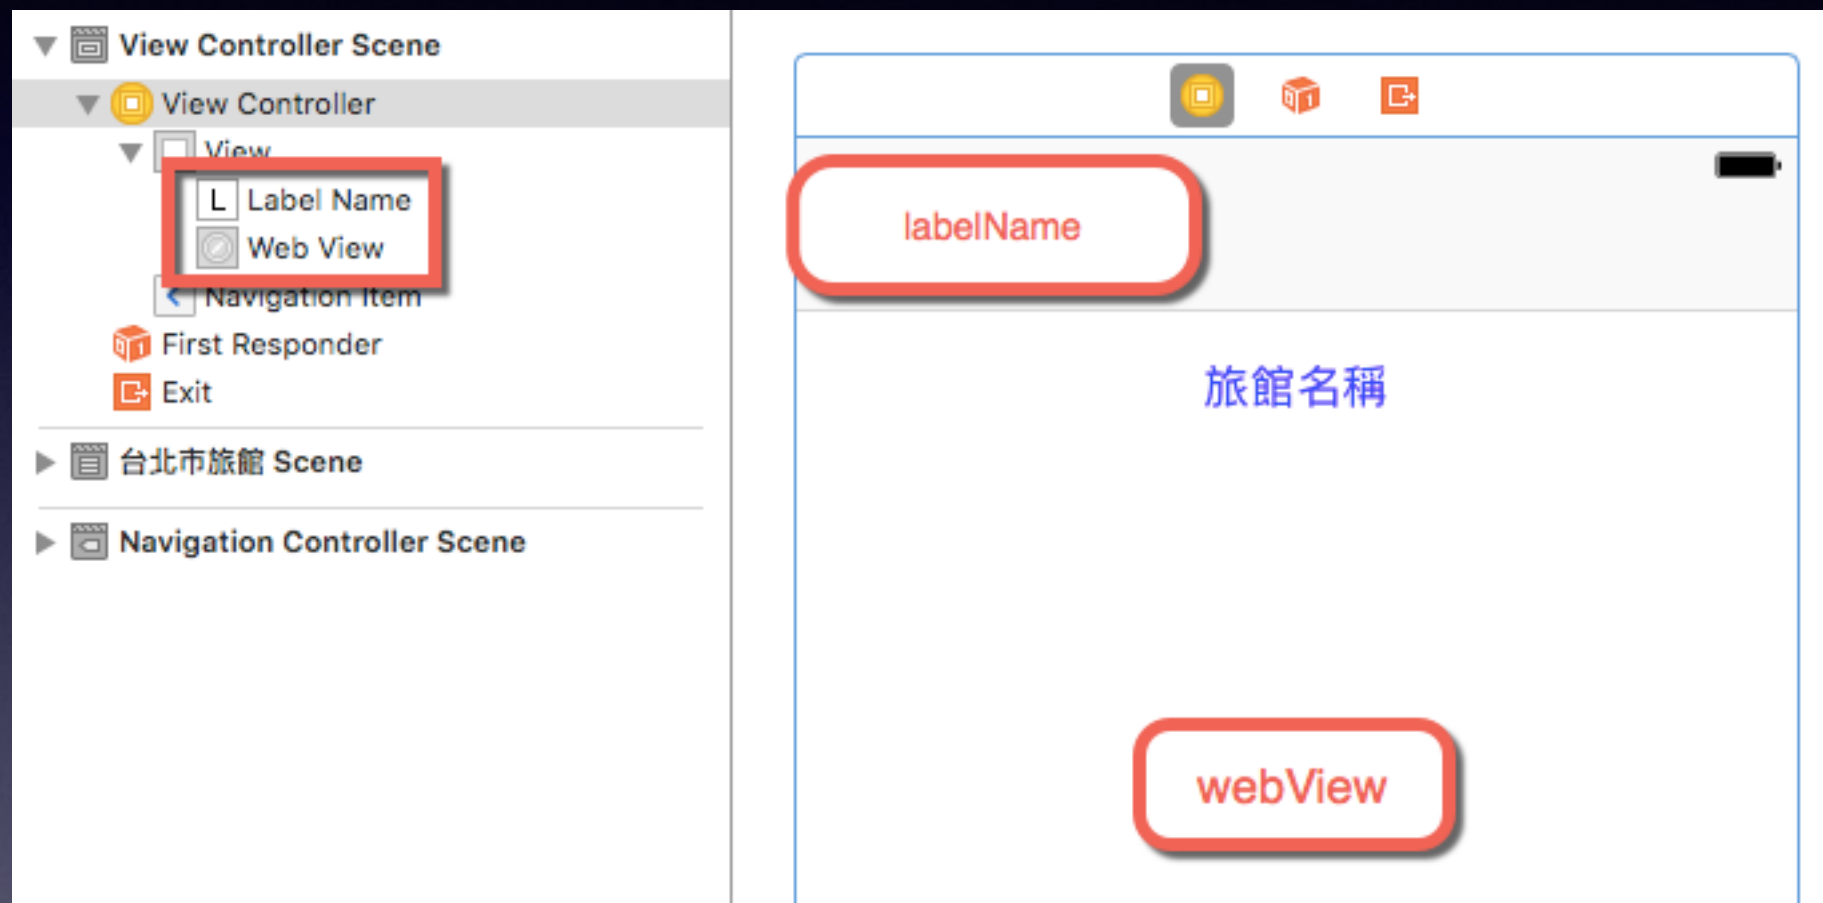 View Controller Scene
View Controller
View
L Label Name
Web View
Navigation Item
First Responder
Exit
台北市旅館 Scene
Navigation Controller Scene
labelName
旅館名稱
webView